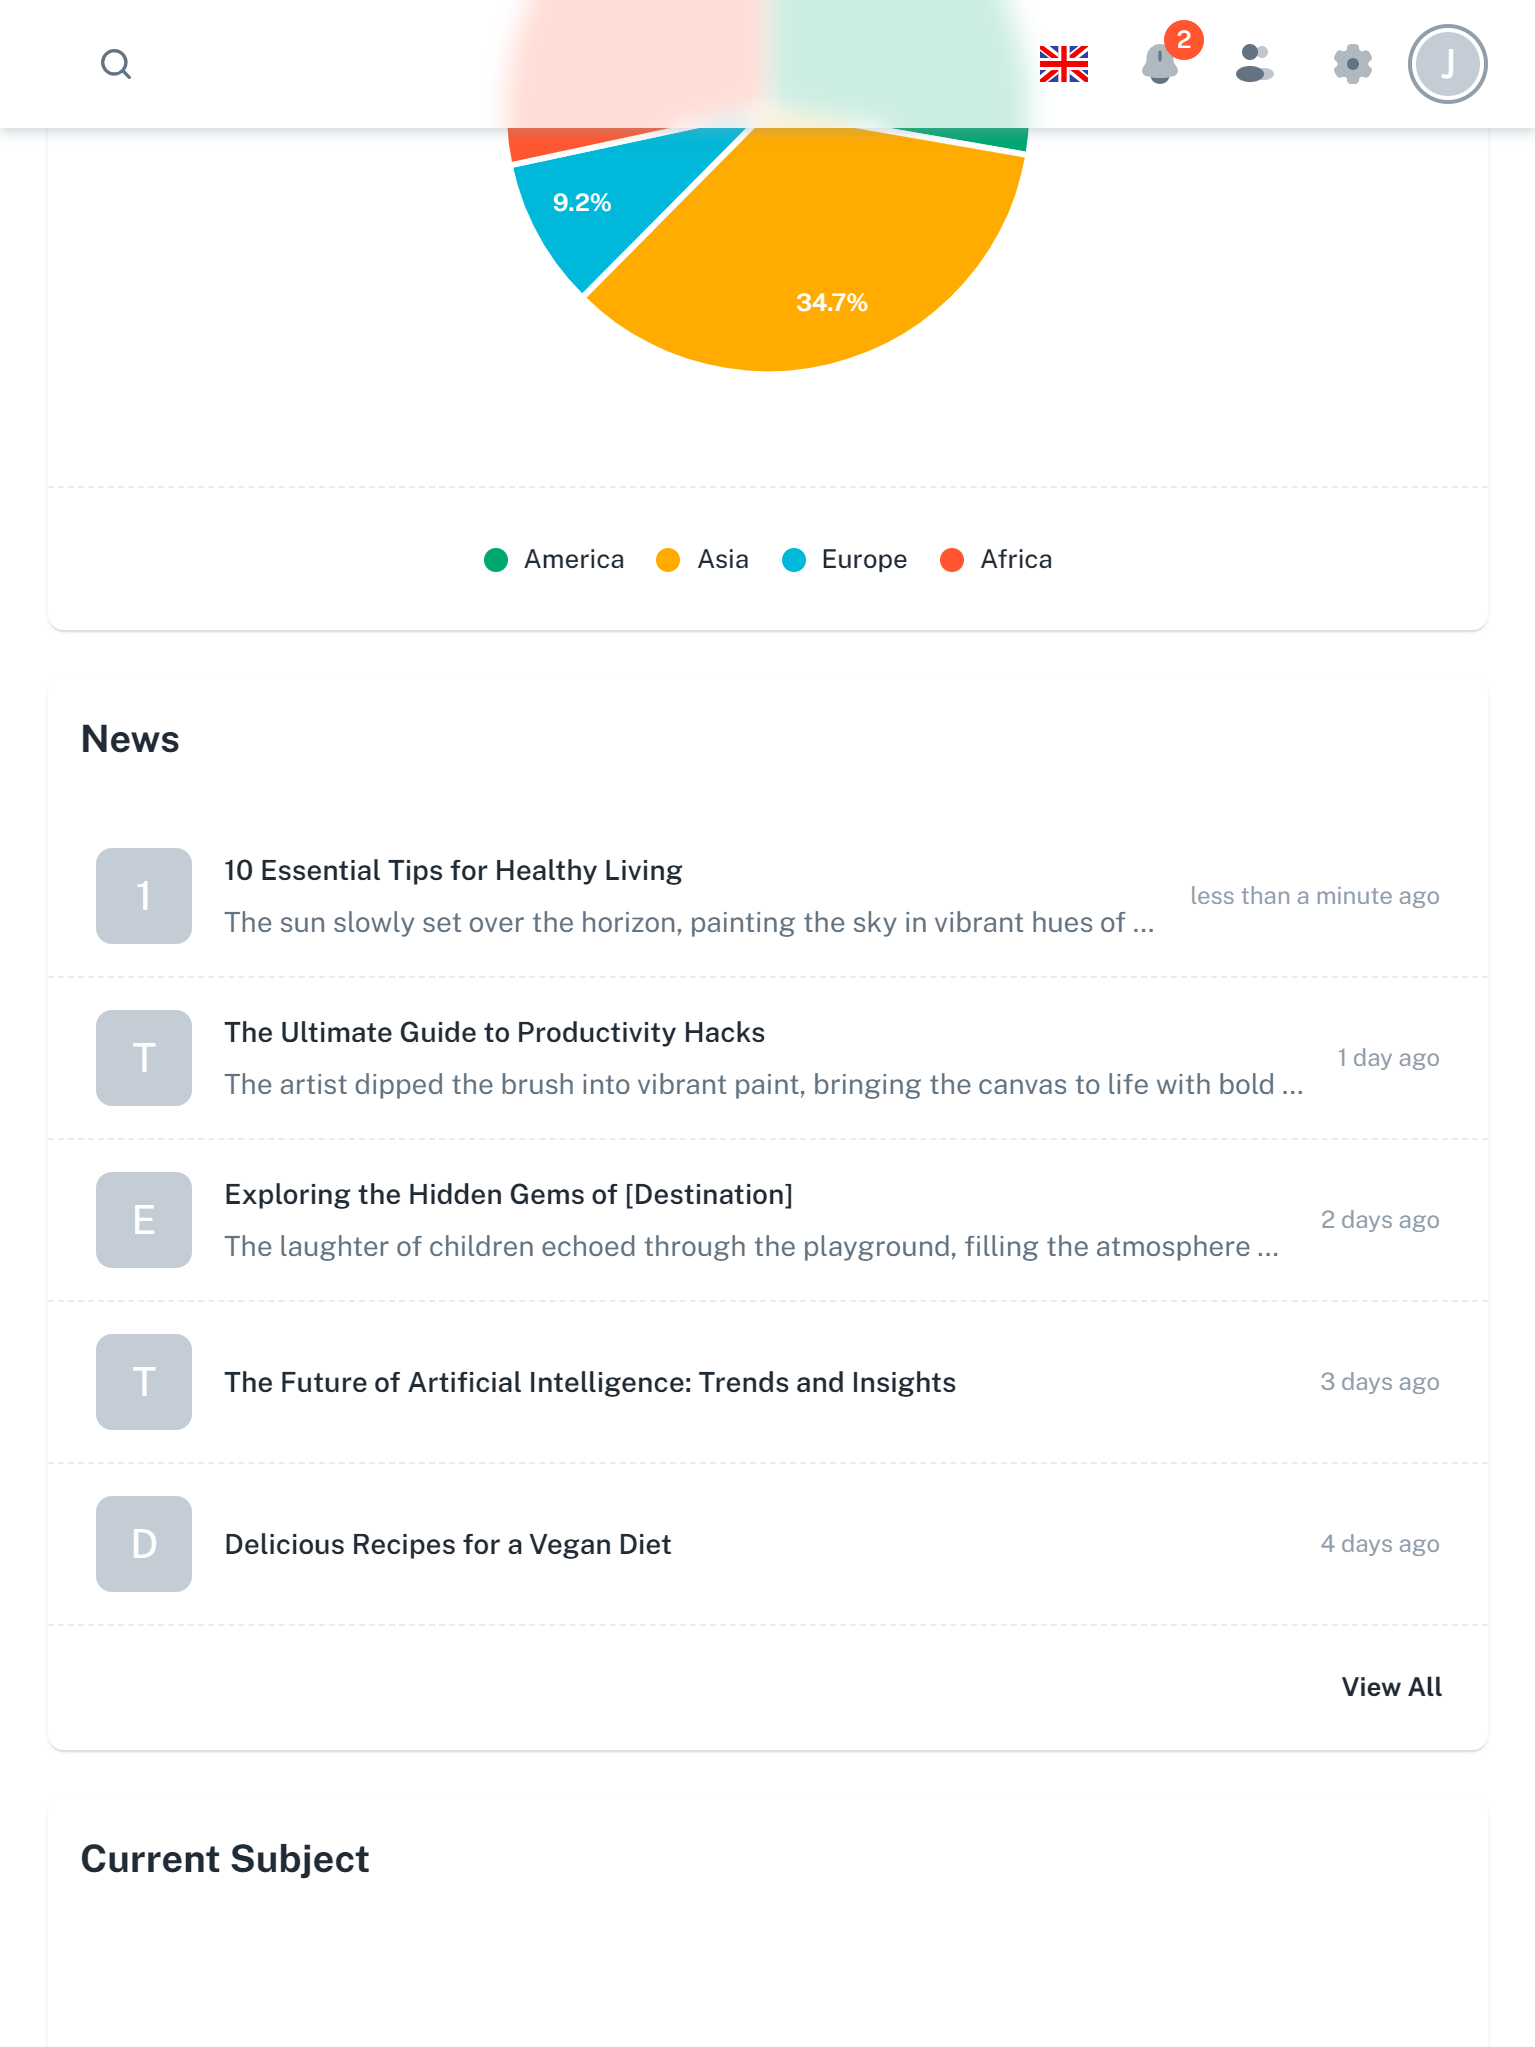 2
J
9.2%
34.7%
America
Asia
Europe
Africa
News
1
10 Essential Tips for Healthy Living
The sun slowly set over the horizon, painting the sky in vibrant hues of ...
less than a minute ago
T
The Ultimate Guide to Productivity Hacks
The artist dipped the brush into vibrant paint, bringing the canvas to life with bold ...
1 day ago
E
Exploring the Hidden Gems of [Destination]
The laughter of children echoed through the playground, filling the atmosphere ...
2 days ago
T
The Future of Artificial Intelligence: Trends and Insights
3 days ago
D
Delicious Recipes for a Vegan Diet
4 days ago
View All
Current Subject